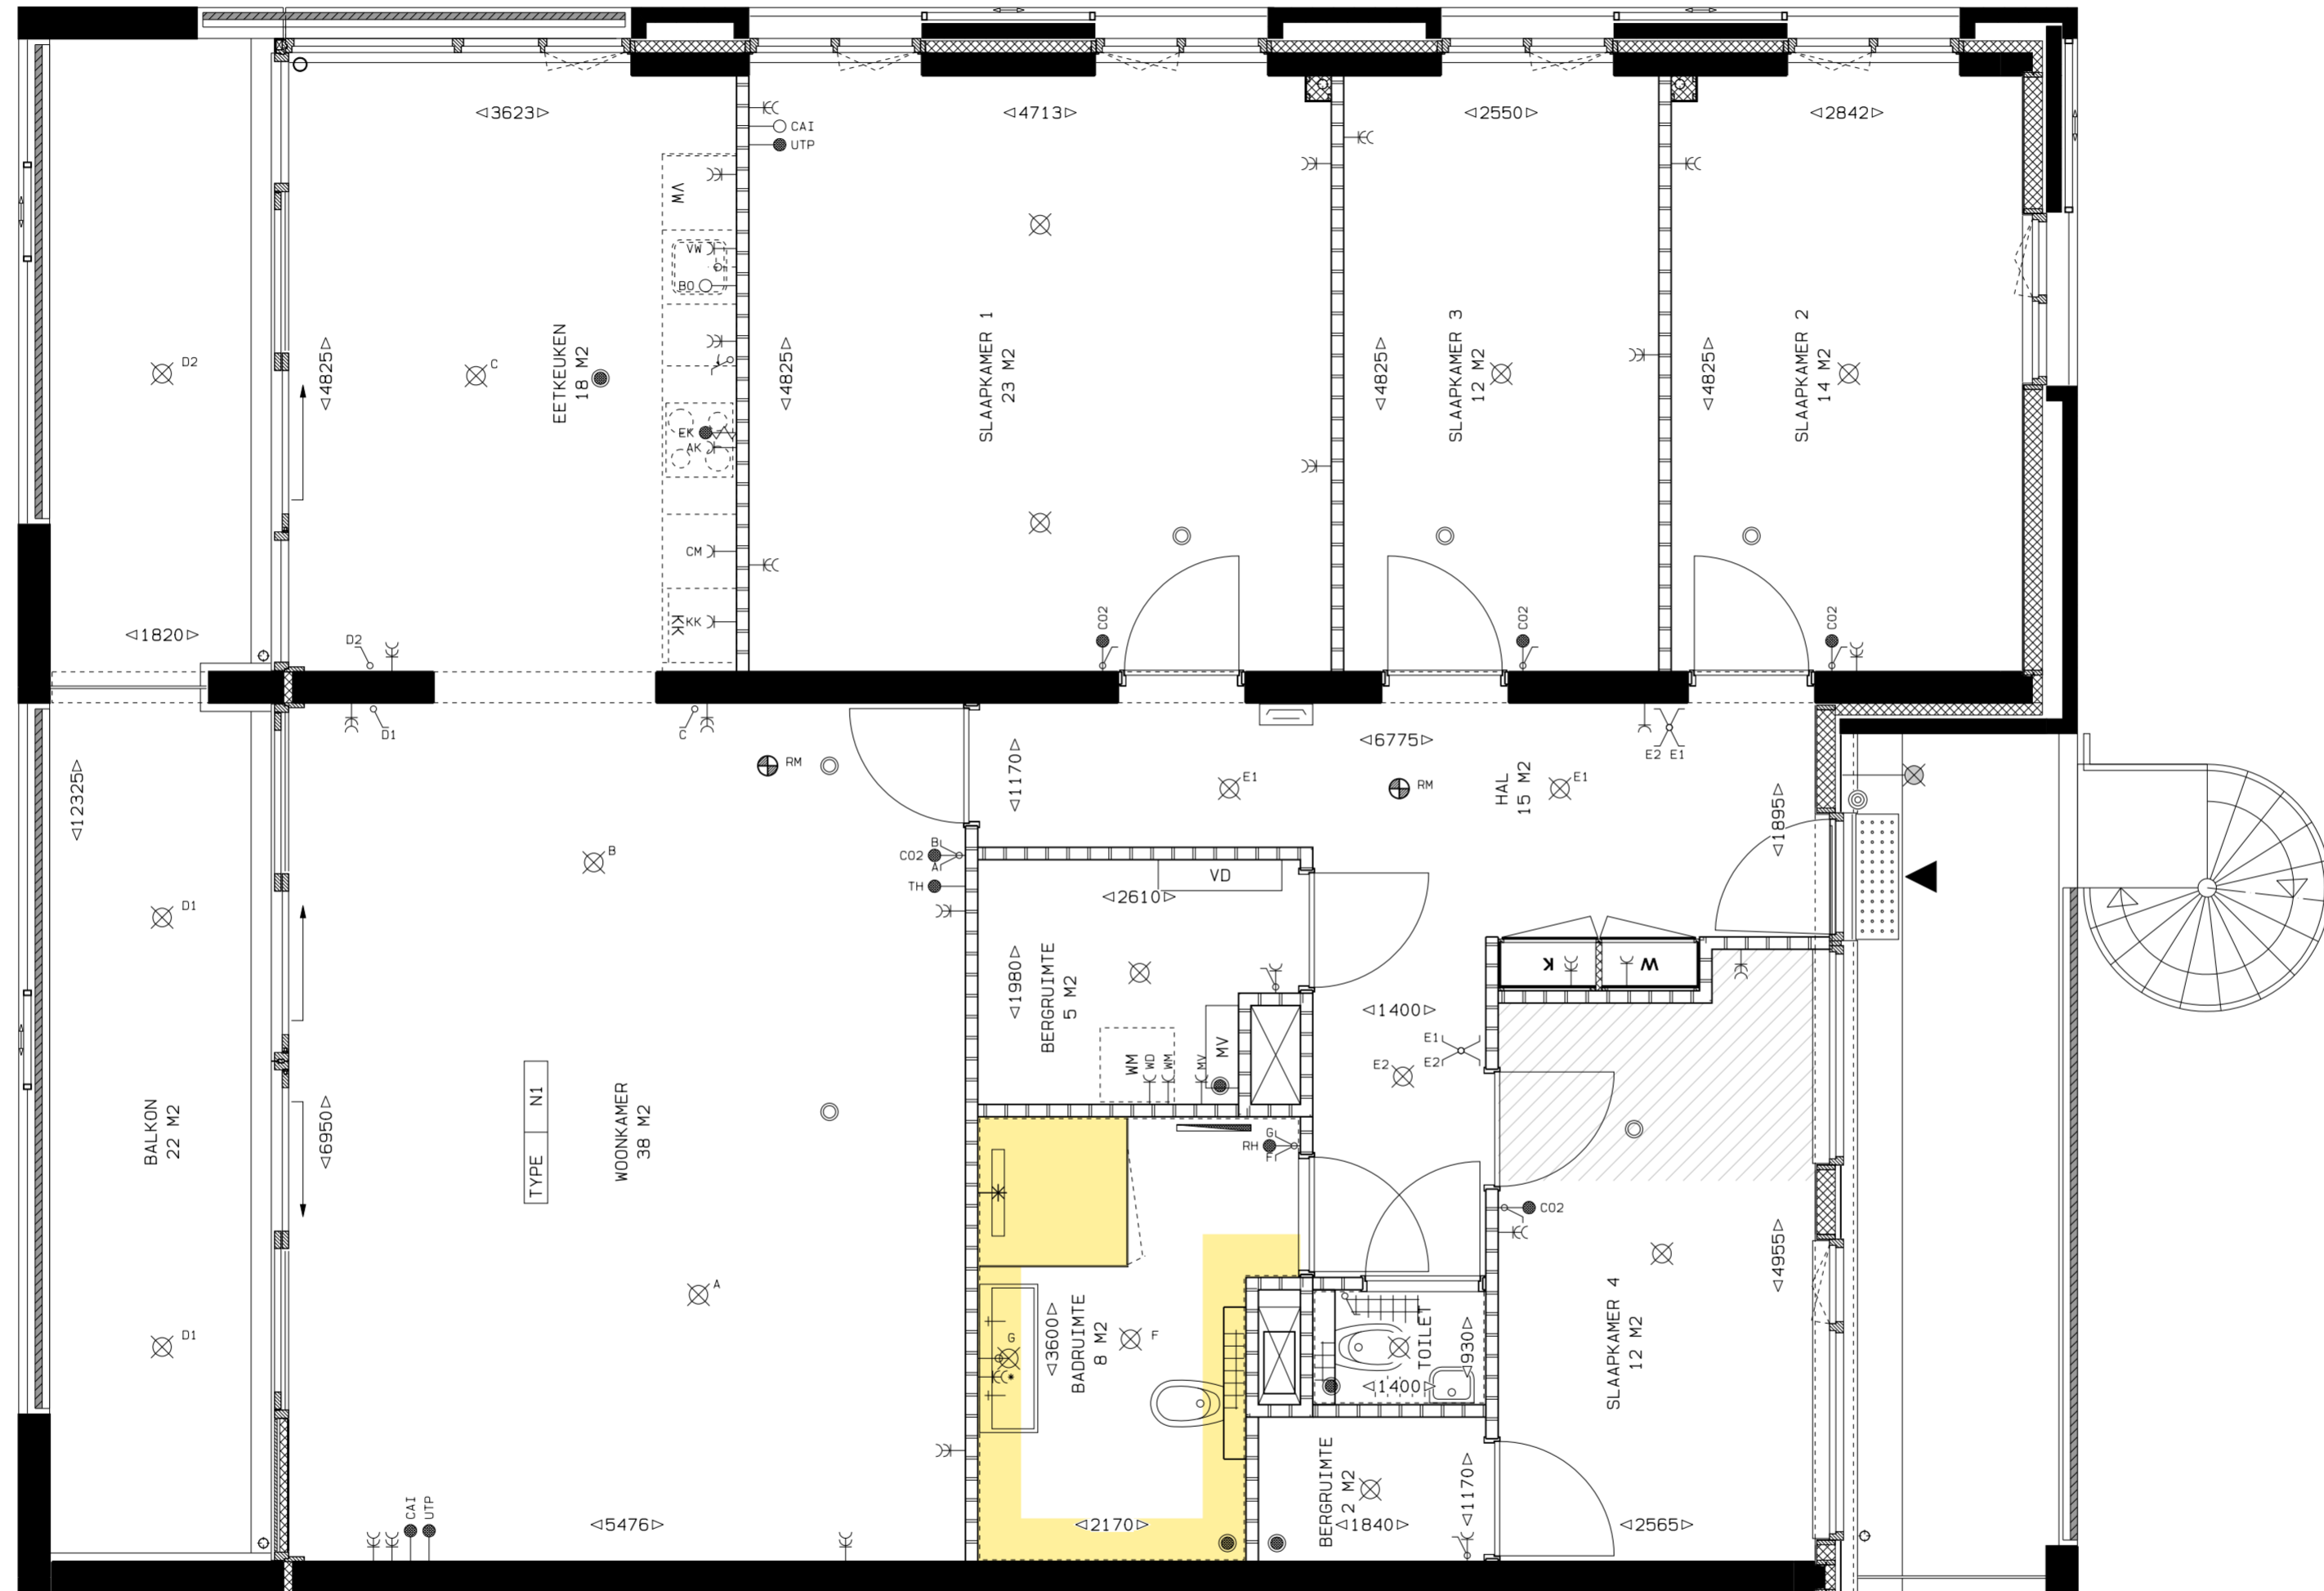 3623
4713
2550
2842
CAI
UTP
VW
VW
BO
EK
AK
CM
KK
KK
D2
C
EETKEUKEN
18 M2
4825
4825
SLAAPKAMER 1
23 M2
4825
SLAAPKAMER 3
12 M2
4825
SLAAPKAMER 2
14 M2
CO2
CO2
CO2
1820
D2
D1
C
RM
6775
E2 E1
12325
1170
E1
RM
HAL
15 M2
E1
1895
B
B
A
CO2
TH
VD
2610
D1
1980
BERGRUIMTE
5 M2
K
W
1400
E1
E2
E2
WM
WD
WM
MV
MV
BALKON
22 M2
6950
TYPE N1
WOONKAMER
38 M2
G
RH
F
CO2
A
D1
G
3600
BADRUIMTE
8 M2
F
TOILET
930
1400
SLAAPKAMER 4
12 M2
4955
CAI
UTP
5476
2170
BERGRUIMTE
2 M2
1840
1170
2565